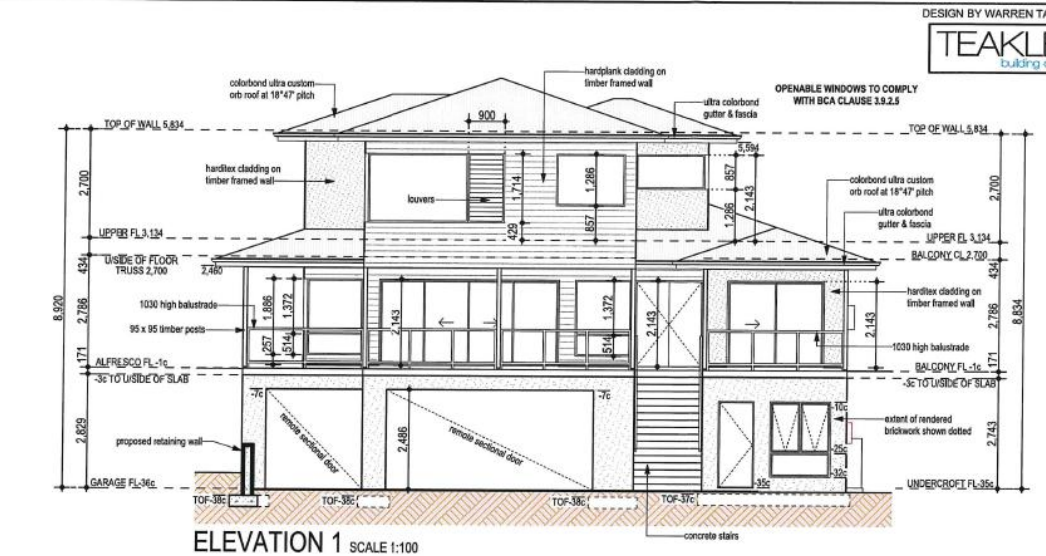 DESIGN BY WARREN TA
TEAKLE
building
hardplank cladding on
timber framed wall
colorbond ultra custom
orb roof at 18°47' pitch
OPENABLE WINDOWS TO COMPLY
WITH BCA CLAUSE 3.9.2.5
ultra colorbond
gutter & fascia
900
TOP OF WALL 5,834
TOP OF WALL 5,834
5,594
harditex cladding on
timber framed wall
louvers
2,700
1,714
429
1,286
857
857
1,286
2,143
2,700
colorbond ultra custom
orb roof at 18°47' pitch
ultra colorbond
gutter & fascia
UPPER FL 3,134
UPPER FL 3,134
434
U/SIDE OF FLOOR
TRUSS 2,700
2,460
BALCONY CL 2,700
434
harditex cladding on
timber framed wall
8,920
2,786
1030 high balustrade
95 x 95 timber posts
1,886
257
1,372
514
2,143
1,372
514
2,143
2,143
2,786
8,834
1030 high balustrade
171
ALFRESCO FL -1c
BALCONY FL -1c
171
-3c TO U/SIDE OF SLAB
-3c TO U/SIDE OF SLAB
-7c
-7c
-10c
2,829
proposed retaining wall
remote sectional door
2,486
remote sectional door
extent of rendered
brickwork shown dotted
2,743
-25c
-32c
-35c
GARAGE FL-36c
UNDERCROFT FL-35c
TOF-38c
TOF-38c
TOF-38c
TOF-37c
concrete stairs
ELEVATION 1 SCALE 1:100